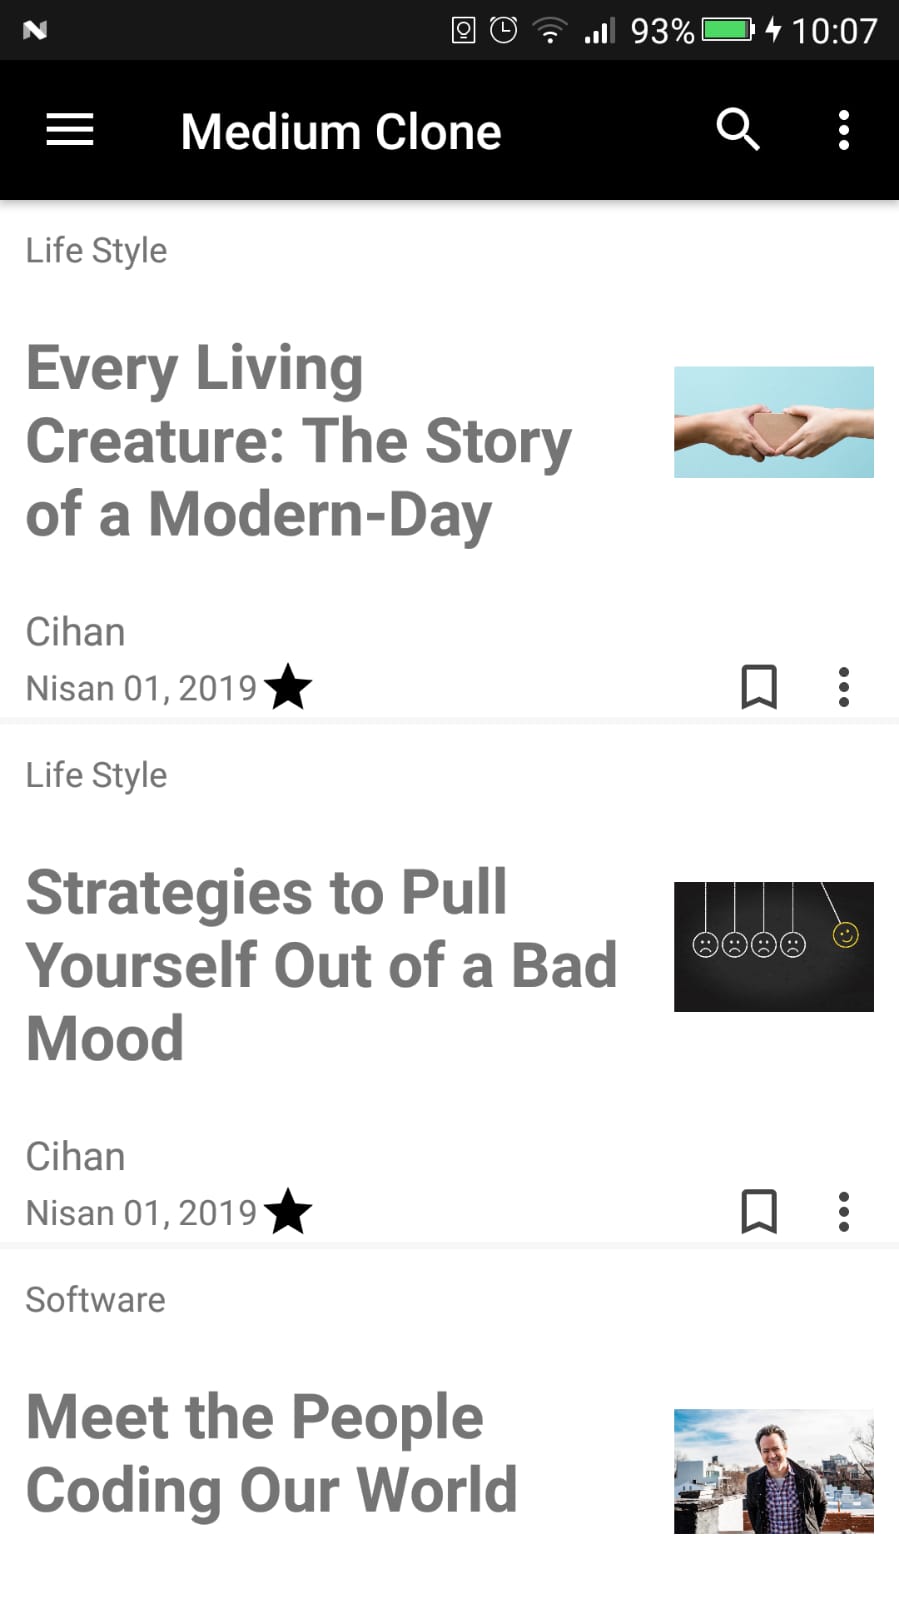 93% 10:07
Medium Clone
Life Style
Every Living
Creature: The Story
of a Modern-Day
Cihan
Nisan 01, 2019
Life Style
Strategies to Pull
Yourself Out of a Bad
Mood
Cihan
Nisan 01, 2019
Software
Meet the People
Coding Our World